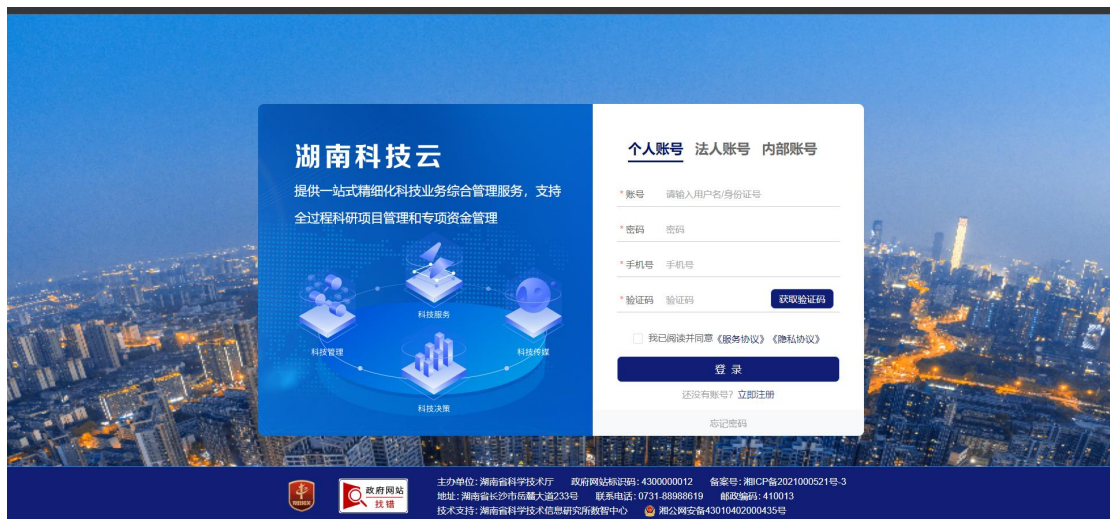 湖南科技云
提供一站式精细化科技业务综合管理服务，支持
全过程科研项目管理和专项资金管理
科技服务
科技管理
科技传媒
科技决策
个人账号 法人账号 内部账号
*账号 请输入用户名/身份证号
*密码 密码
*手机号 手机号
*验证码 验证码 获取验证码
我已阅读并同意《服务协议》《隐私协议》
登 录
还没有账号？立即注册
忘记密码
政府网站
找错
主办单位：湖南省科学技术厅 政府网站标识码：4300000012 备案号：湘ICP备2021000521号-3
地址：湖南省长沙市岳麓大道233号 联系电话：0731-88988619 邮政编码：410013
技术支持：湖南省科学技术信息研究所数智中心 湘公网安备43010402000435号